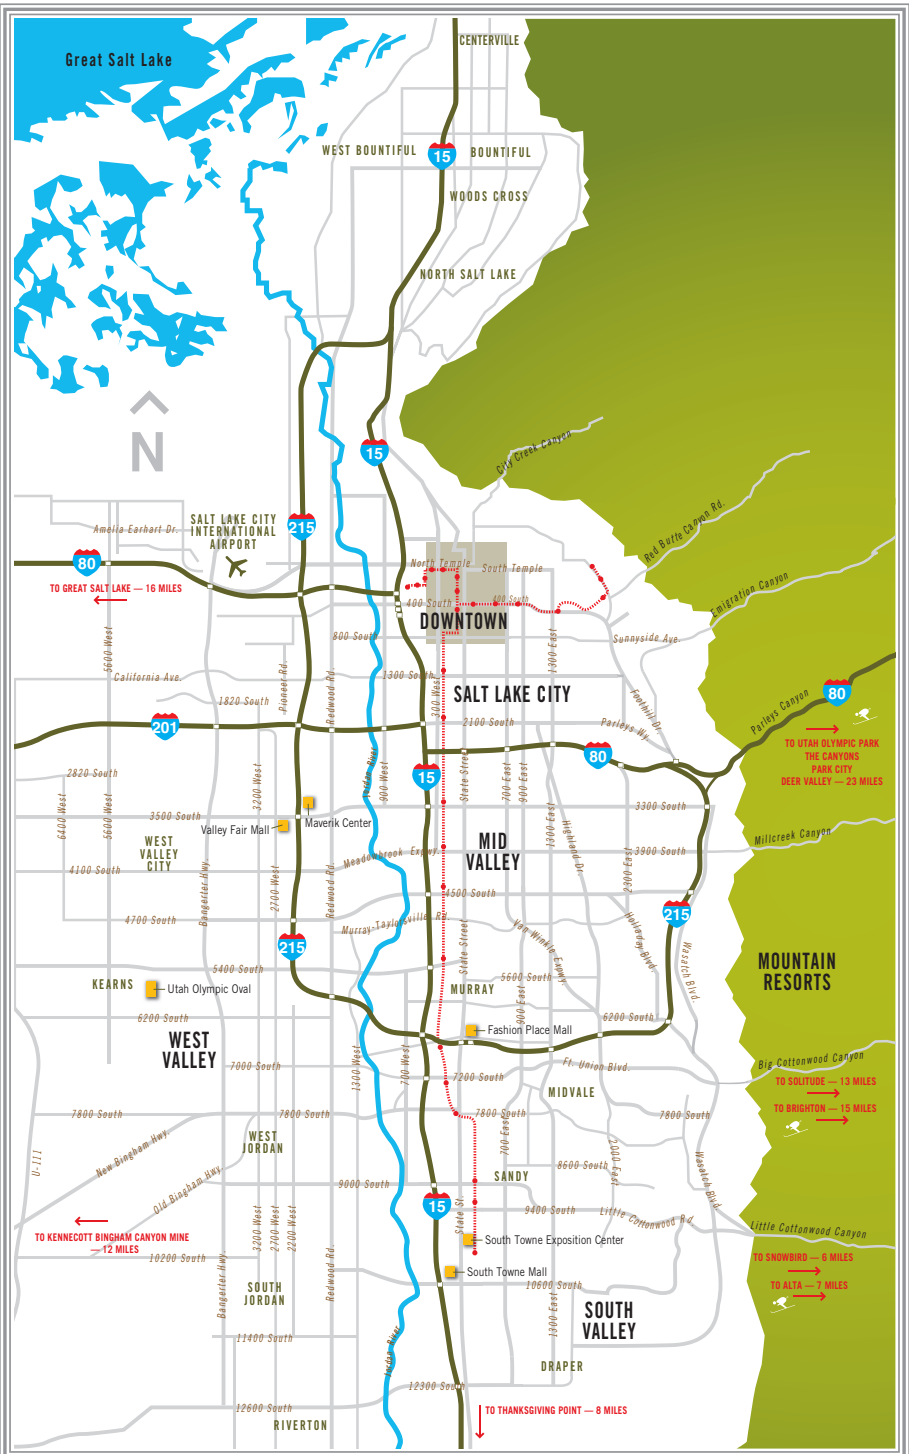 CENTERVILLE
Great Salt Lake
WEST BOUNTIFUL
15
BOUNTIFUL
WOODS CROSS
NORTH SALT LAKE
N
15
City Creek Canyon
SALT LAKE CITY
INTERNATIONAL
AIRPORT
215
Amelia Earhart Dr.
Red Butte Canyon Rd.
80
TO GREAT SALT LAKE — 16 MILES
North Temple
South Temple
Emigration Canyon
400 South
400 South
DOWNTOWN
800 South
1300 East
Sunnyside Ave.
5600 West
California Ave.
1300 South
Pioneer Rd.
Redwood Rd.
300 West
SALT LAKE CITY
Foothill Dr.
Parleys Canyon
80
1820 South
201
2100 South
Parleys Wy.
TO UTAH OLYMPIC PARK
THE CANYONS
PARK CITY
DEER VALLEY — 23 MILES
80
2820 South
15
Jordan River
900 West
State Street
700 East
900 East
3200 West
6400 West
5600 West
3500 South
Valley Fair Mall
Maverik Center
3300 South
1300 East
Highland Dr.
Millcreek Canyon
WEST
VALLEY
CITY
MID
VALLEY
3900 South
2300 East
Meadowbrook Expwy.
4100 South
Bangerter Hwy.
2700 West
Redwood Rd.
4500 South
215
4700 South
Murray-Taylorsville Rd.
State Street
Van Winkle Expwy.
Holladay Blvd.
Wasatch Blvd.
215
5400 South
MOUNTAIN
RESORTS
KEARNS
Utah Olympic Oval
5600 South
MURRAY
900 East
6200 South
6200 South
Fashion Place Mall
WEST
VALLEY
1300 West
700 West
7000 South
Ft. Union Blvd.
Big Cottonwood Canyon
7200 South
TO SOLITUDE — 13 MILES
MIDVALE
TO BRIGHTON — 15 MILES
7800 South
7800 South
7800 South
7800 South
WEST
JORDAN
700 East
U-111
New Bingham Hwy.
Old Bingham Hwy.
8600 South
2000 East
Wasatch Blvd.
SANDY
9000 South
15
State St.
9400 South
Little Cottonwood Rd
Little Cottonwood Canyon
3200 West
2700 West
2200 West
TO KENNECOTT BINGHAM CANYON MINE
— 12 MILES
South Towne Exposition Center
TO SNOWBIRD — 6 MILES
10200 South
South Towne Mall
10600 South
TO ALTA — 7 MILES
Bangerter Hwy.
SOUTH
JORDAN
Redwood Rd.
1300 East
SOUTH
VALLEY
11400 South
Jordan River
DRAPER
12300 South
12600 South
TO THANKSGIVING POINT — 8 MILES
RIVERTON